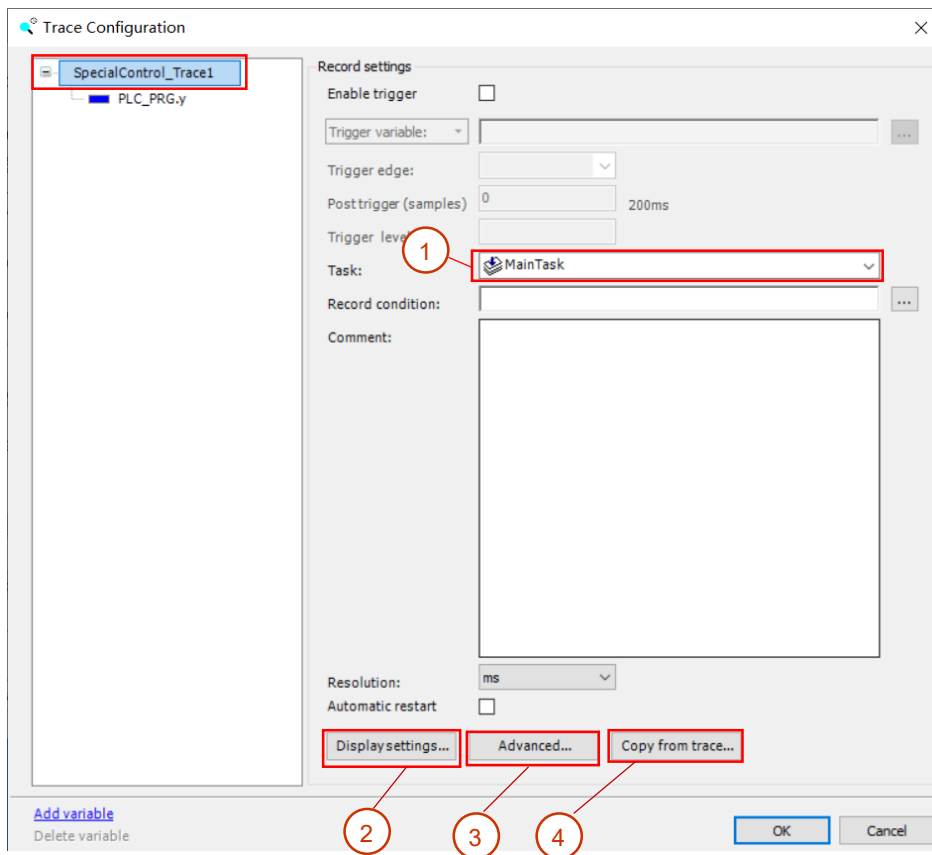 Trace Configuration
SpecialControl_Trace1
PLC_PRG.y
Record settings
Enable trigger
Trigger variable:
...
Trigger edge:
Post trigger (samples) 0 200ms
Trigger level
1
Task: MainTask
Record condition: ...
Comment:
Resolution: ms
Automatic restart
Display settings... Advanced... Copy from trace...
Add variable
Delete variable
2 3 4
OK Cancel